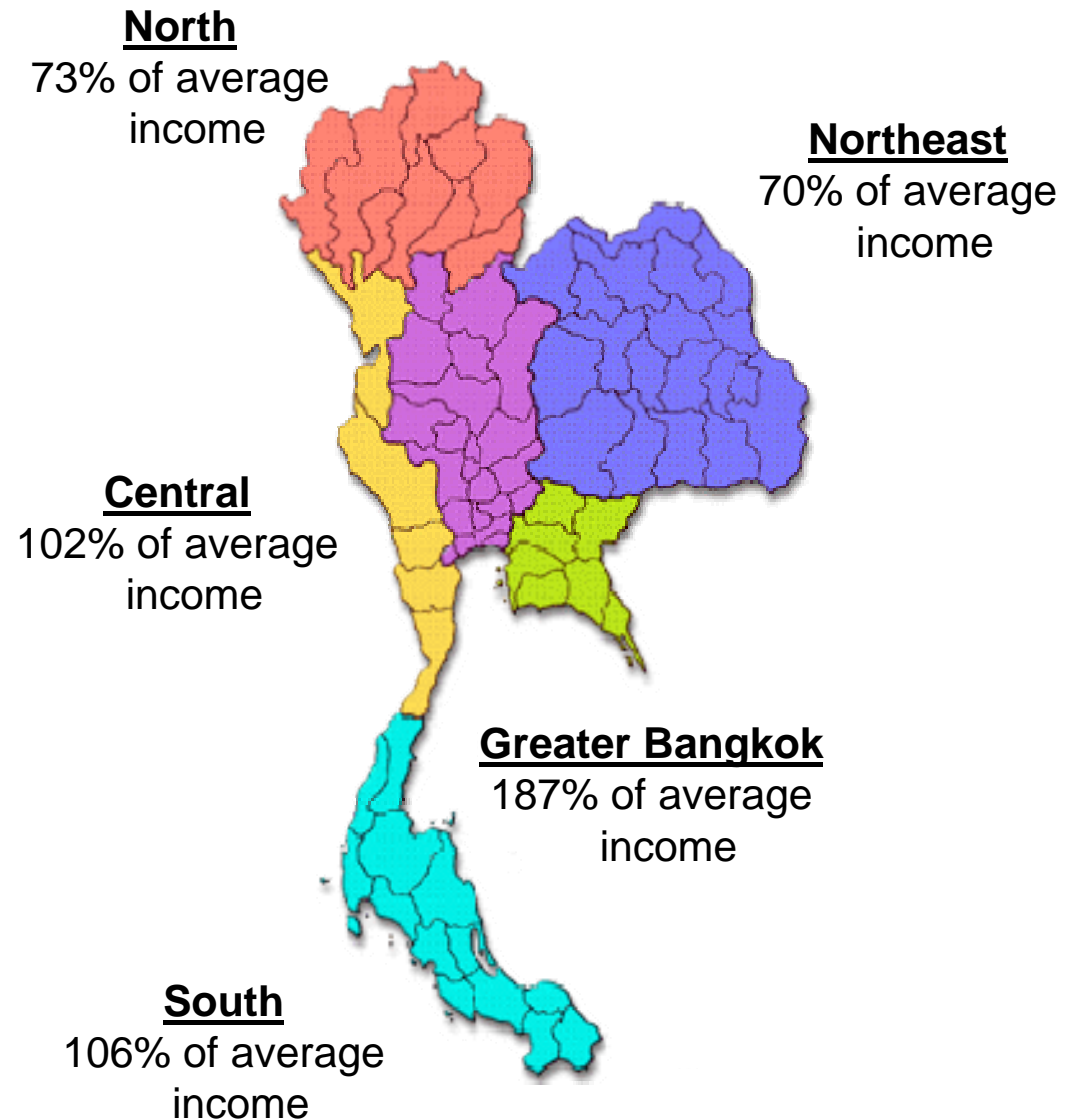 North
73% of average
income
Northeast
70% of average
income
Central
102% of average
income
Greater Bangkok
187% of average
income
South
106% of average
income